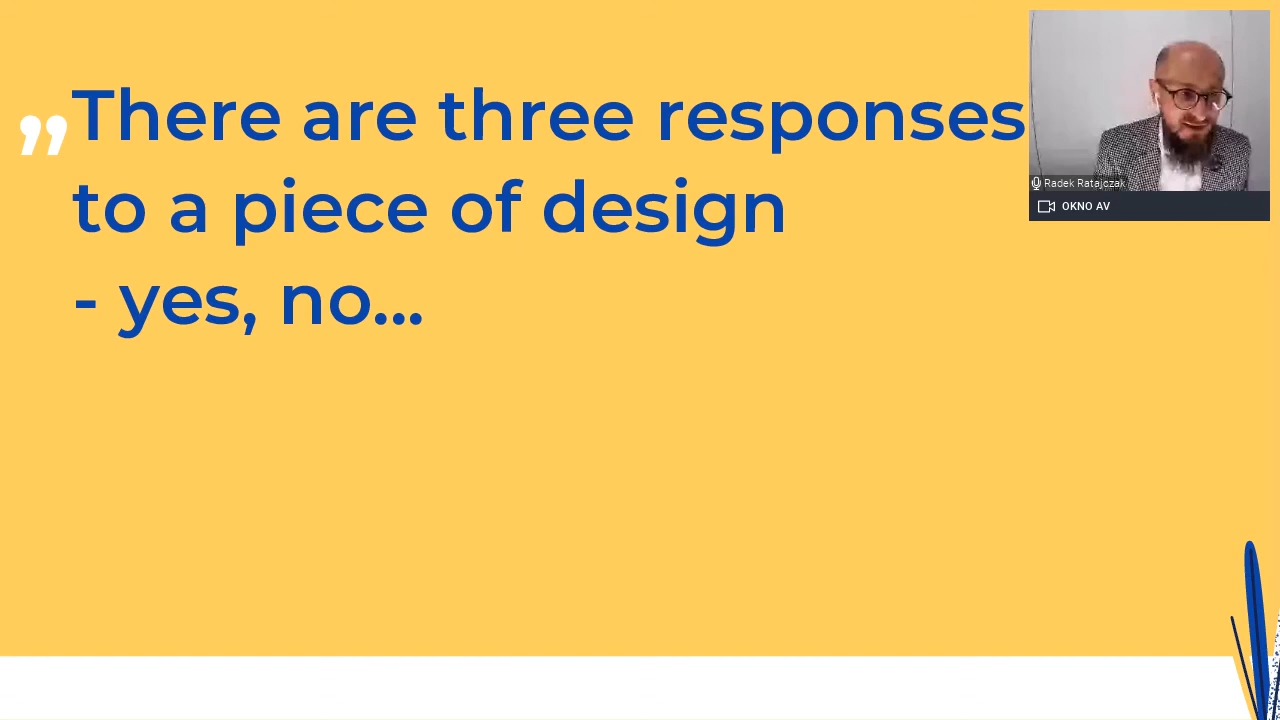 ”There are three responses
to a piece of design
- yes, no...
Radek Ratajczak
OKNO AV